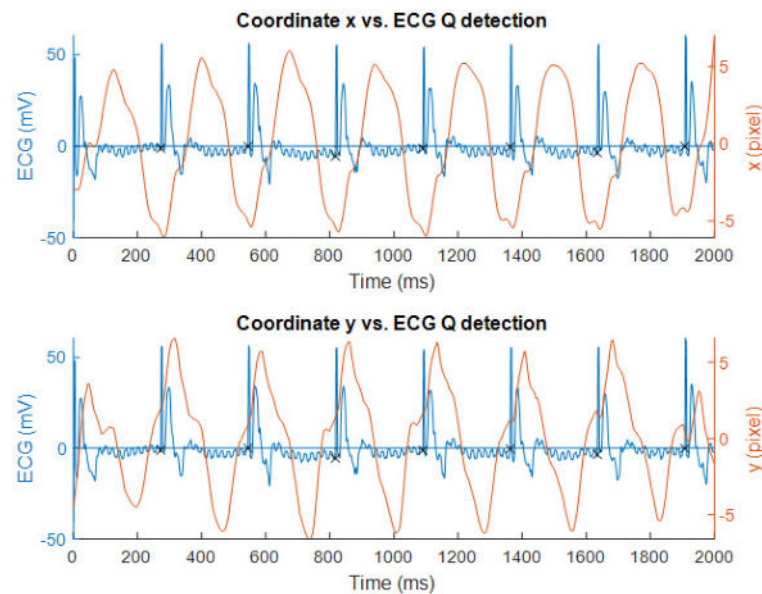 Coordinate x vs. ECG Q detection
50
0
-50
ECG (mV)
5
0
-5
x (pixel)
0 200 400 600 800 1000 1200 1400 1600 1800 2000
Time (ms)
Coordinate y vs. ECG Q detection
50
0
-50
ECG (mV)
5
0
-5
y (pixel)
0 200 400 600 800 1000 1200 1400 1600 1800 2000
Time (ms)